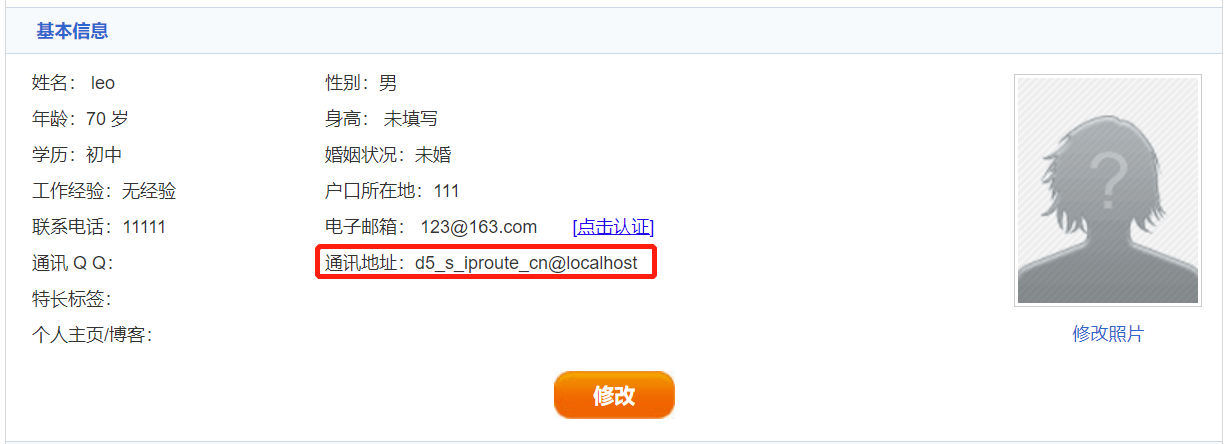 基本信息
姓名： leo 性别：男
年龄：70 岁 身高： 未填写
学历：初中 婚姻状况：未婚
工作经验：无经验 户口所在地：111
联系电话：11111 电子邮箱： 123@163.com [点击认证]
通讯 Q Q： 通讯地址：d5_s_iproute_cn@localhost
特长标签：
个人主页/博客：
?
修改照片
修改